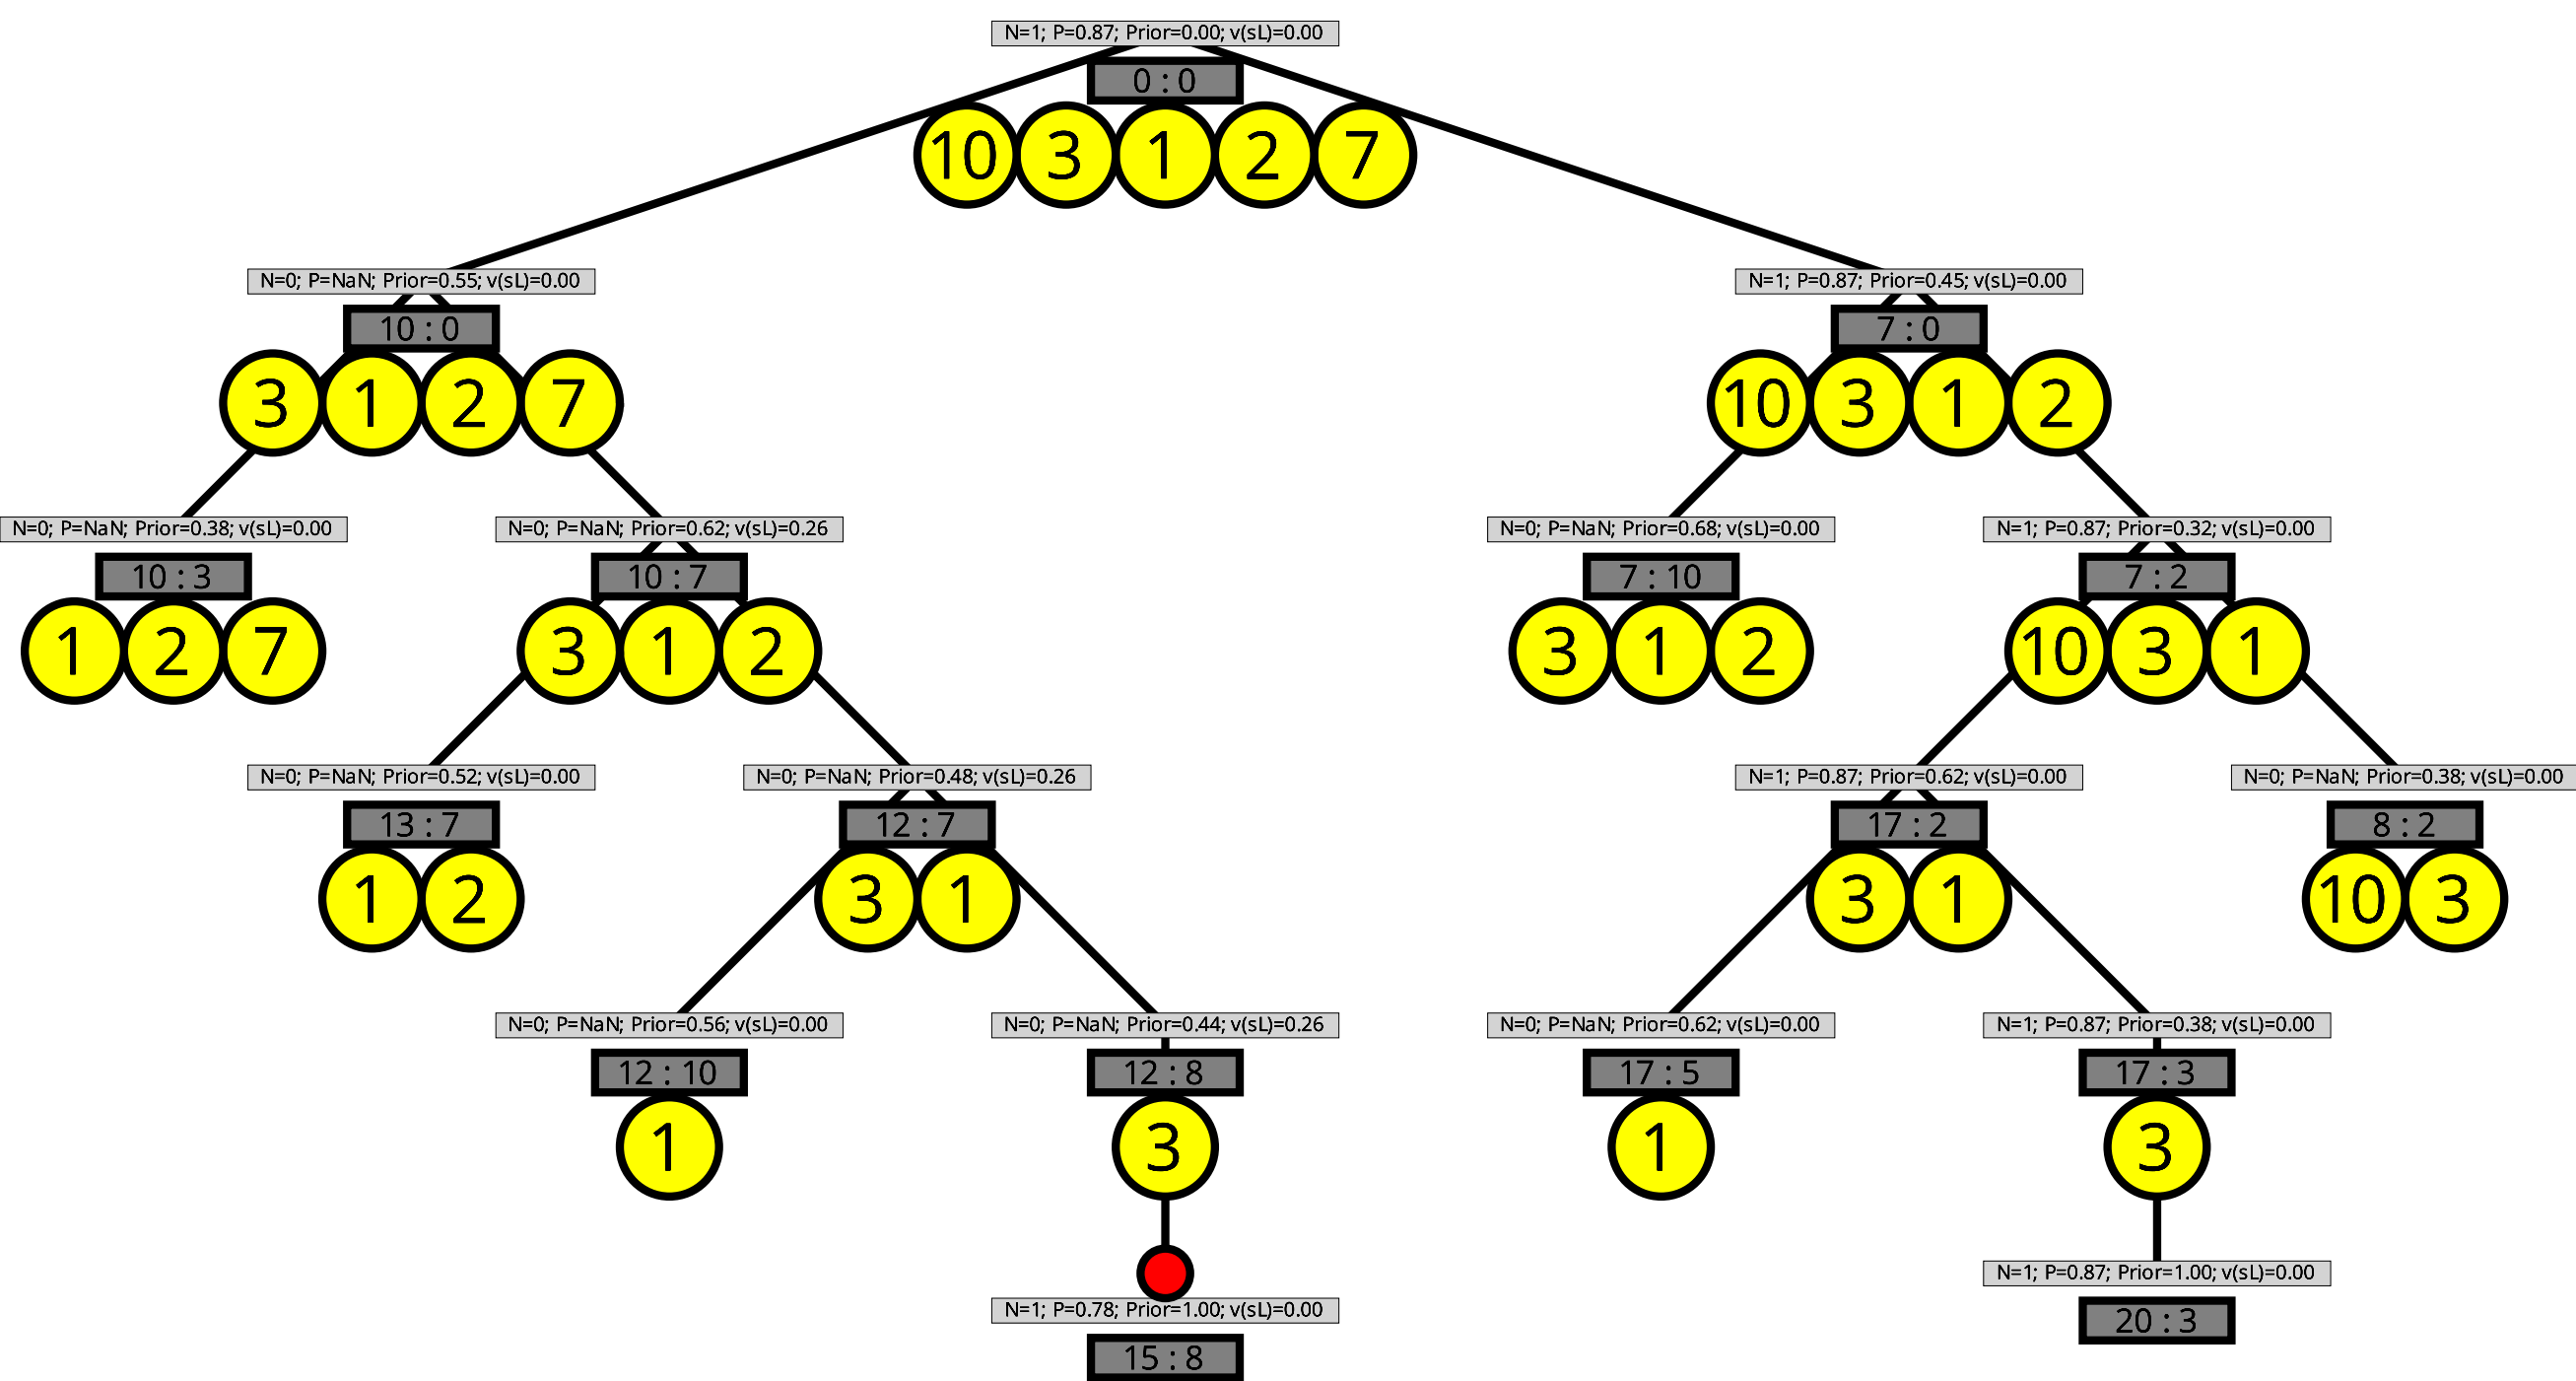 N=1; P=0.87; Prior=0.00; v(sL)=0.00
0 : 0
10 3 1 2 7
N=0; P=NaN; Prior=0.55; v(sL)=0.00
N=1; P=0.87; Prior=0.45; v(sL)=0.00
10 : 0
7 : 0
3 1 2 7
10 3 1 2
N=0; P=NaN; Prior=0.38; v(sL)=0.00
N=0; P=NaN; Prior=0.62; v(sL)=0.26
N=0; P=NaN; Prior=0.68; v(sL)=0.00
N=1; P=0.87; Prior=0.32; v(sL)=0.00
10 : 3
10 : 7
7 : 10
7 : 2
1 2 7
3 1 2
3 1 2
10 3 1
N=0; P=NaN; Prior=0.52; v(sL)=0.00
N=0; P=NaN; Prior=0.48; v(sL)=0.26
N=1; P=0.87; Prior=0.62; v(sL)=0.00
N=0; P=NaN; Prior=0.38; v(sL)=0.00
13 : 7
12 : 7
17 : 2
8 : 2
1 2
3 1
3 1
10 3
N=0; P=NaN; Prior=0.56; v(sL)=0.00
N=0; P=NaN; Prior=0.44; v(sL)=0.26
N=0; P=NaN; Prior=0.62; v(sL)=0.00
N=1; P=0.87; Prior=0.38; v(sL)=0.00
12 : 10
12 : 8
17 : 5
17 : 3
1
3
1
3
N=1; P=0.87; Prior=1.00; v(sL)=0.00
N=1; P=0.78; Prior=1.00; v(sL)=0.00
20 : 3
15 : 8